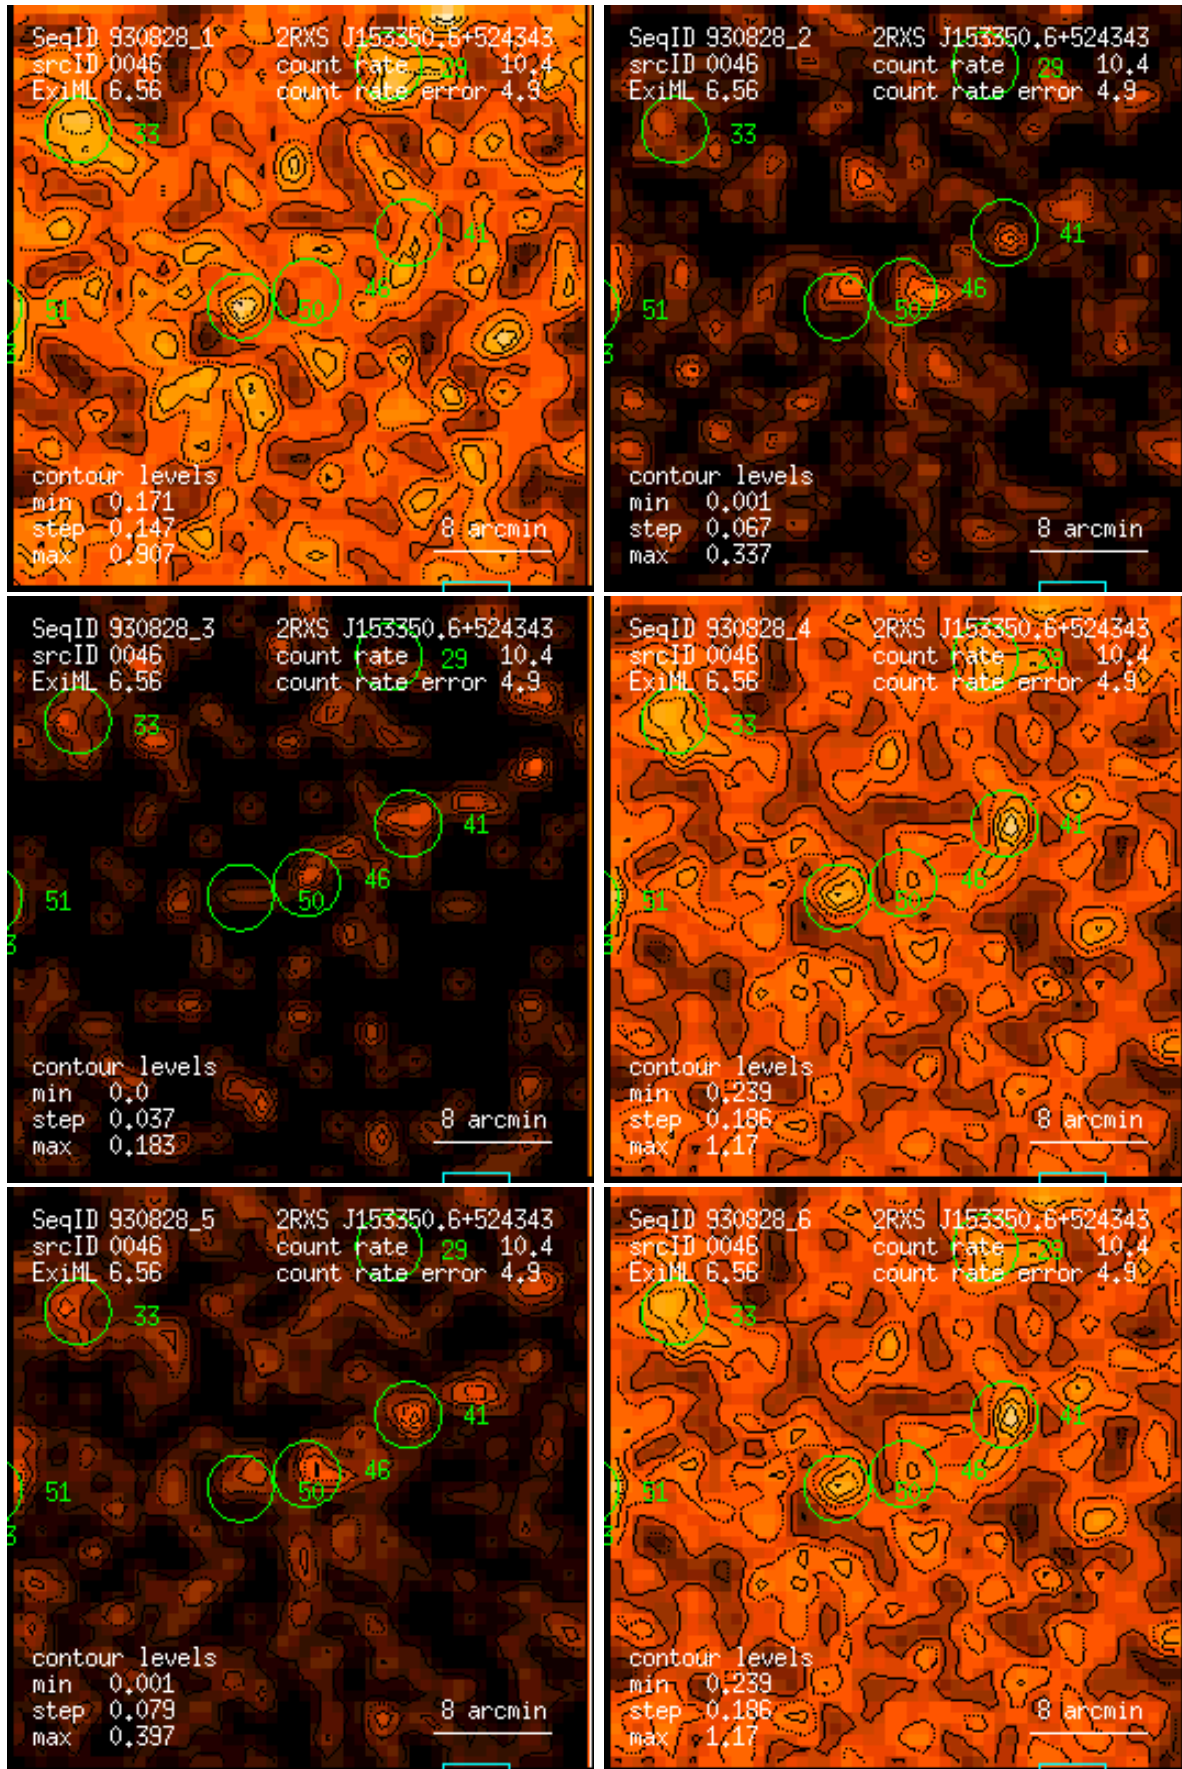 SeqID 930828_1 2RXS J153350.6+524343
srcID 0046 count rate 29 10.4
ExiML 6.56 count rate error 4.9
33
41
46
51 50
3
contour levels
min 0.171
step 0.147 8 arcmin
max 0.907
SeqID 930828_2 2RXS J153350.6+524343
srcID 0046 count rate 29 10.4
ExiML 6.56 count rate error 4.9
33
41
46
51 50
3
contour levels
min 0.001
step 0.067 8 arcmin
max 0.337
SeqID 930828_3 2RXS J153350.6+524343
srcID 0046 count rate 29 10.4
ExiML 6.56 count rate error 4.9
33
41
46
51 50
3
contour levels
min 0.0
step 0.037 8 arcmin
max 0.183
SeqID 930828_4 2RXS J153350.6+524343
srcID 0046 count rate 29 10.4
ExiML 6.56 count rate error 4.9
33
41
46
51 50
3
contour levels
min 0.239
step 0.186 8 arcmin
max 1.17
SeqID 930828_5 2RXS J153350.6+524343
srcID 0046 count rate 29 10.4
ExiML 6.56 count rate error 4.9
33
41
46
51 50
3
contour levels
min 0.001
step 0.079 8 arcmin
max 0.397
SeqID 930828_6 2RXS J153350.6+524343
srcID 0046 count rate 29 10.4
ExiML 6.56 count rate error 4.9
33
41
46
51 50
3
contour levels
min 0.239
step 0.186 8 arcmin
max 1.17